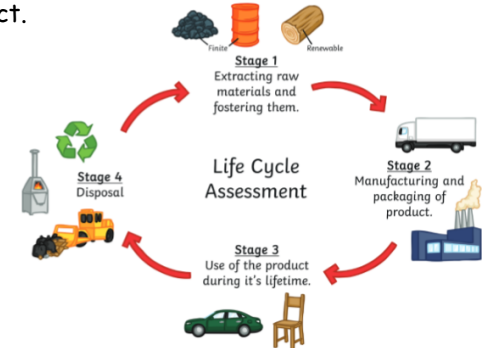 ct.
Finite
Renewable
Stage 1
Extracting raw
materials and
fostering them.
Stage 2
Manufacturing and
packaging of
product.
Life Cycle
Assessment
Stage 4
Disposal
Stage 3
Use of the product
during it's lifetime.